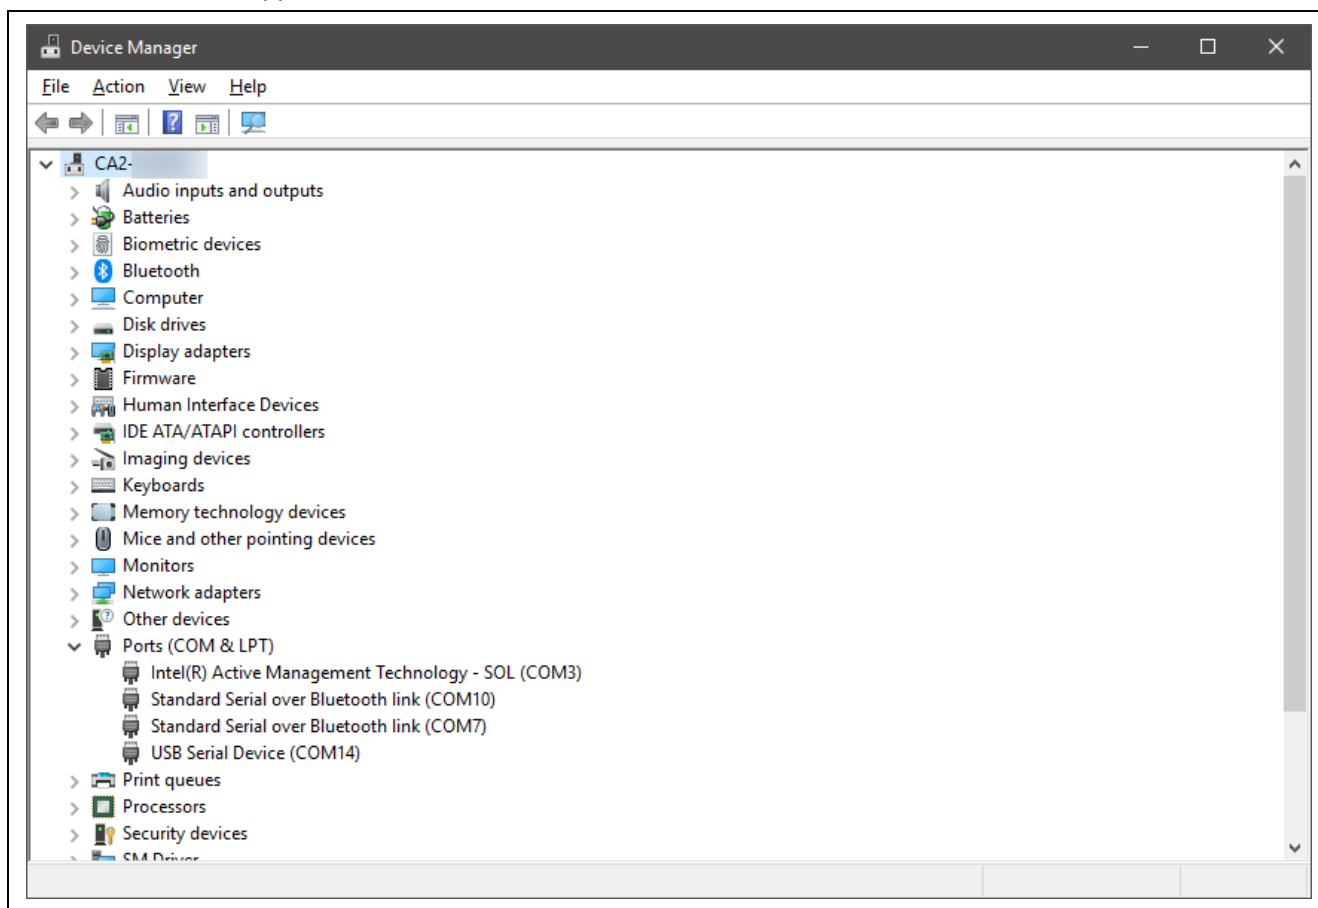 Device Manager
File Action View Help
CA2-
Audio inputs and outputs
Batteries
Biometric devices
Bluetooth
Computer
Disk drives
Display adapters
Firmware
Human Interface Devices
IDE ATA/ATAPI controllers
Imaging devices
Keyboards
Memory technology devices
Mice and other pointing devices
Monitors
Network adapters
Other devices
Ports (COM & LPT)
Intel(R) Active Management Technology - SOL (COM3)
Standard Serial over Bluetooth link (COM10)
Standard Serial over Bluetooth link (COM7)
USB Serial Device (COM14)
Print queues
Processors
Security devices
SM Driver